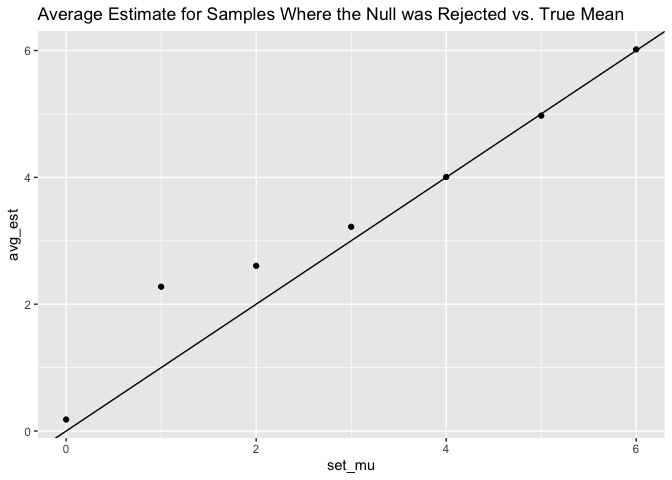 Average Estimate for Samples Where the Null was Rejected vs. True Mean
6
4
2
0
avg_est
0 2 4 6
set_mu